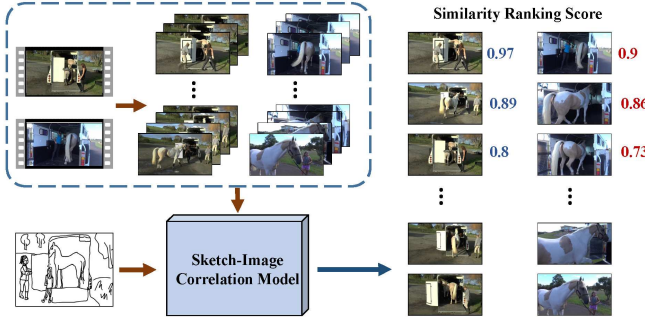 Similarity Ranking Score
0.97
0.9
0.89
0.86
0.8
0.73
Sketch-Image
Correlation Model